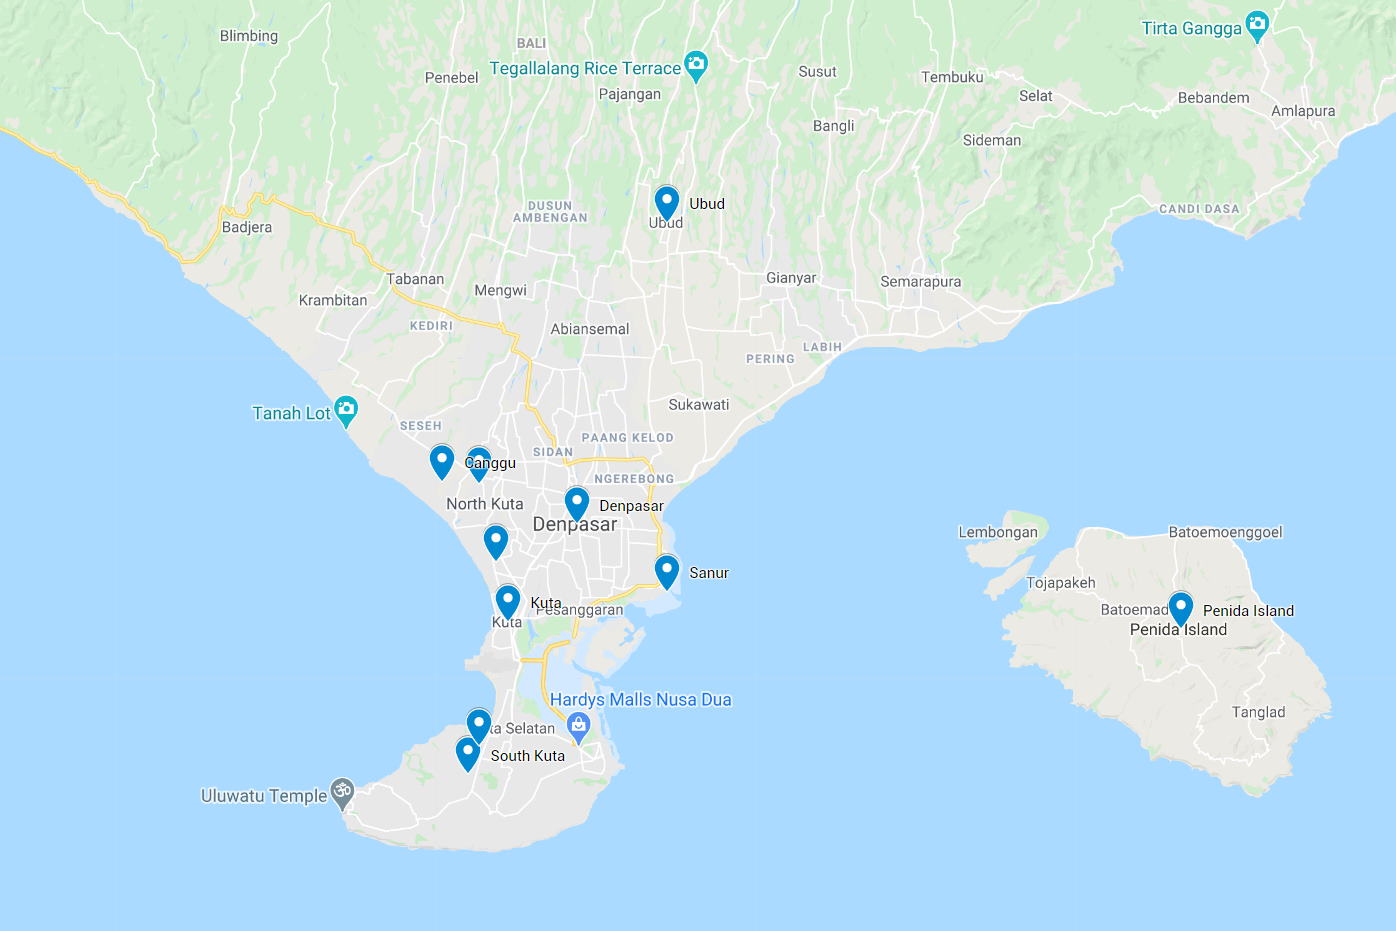 Tirta Gangga
Blimbing
BALI
Tegallalang Rice Terrace
Penebel
Susut
Tembuku
Pajangan
Selat
Bebandem
Amlapura
Bangli
Sideman
DUSUN
AMBENGAN
Ubud
Ubud
CANDI DASA
Badjera
Tabanan
Gianyar
Semarapura
Mengwi
Krambitan
KEDIRI
Abiansemal
LABIH
PERING
Sukawati
Tanah Lot
SESEH
PAANG KELOD
SIDAN
Canggu
NGEREBONG
North Kuta
Denpasar
Denpasar
Lembongan
Batoemoenggoel
Sanur
Tojapakeh
Kuta
Pesanggaran
Kuta
Batoemad
Penida Island
Penida Island
Hardys Malls Nusa Dua
Tanglad
ta Selatan
South Kuta
Uluwatu Temple